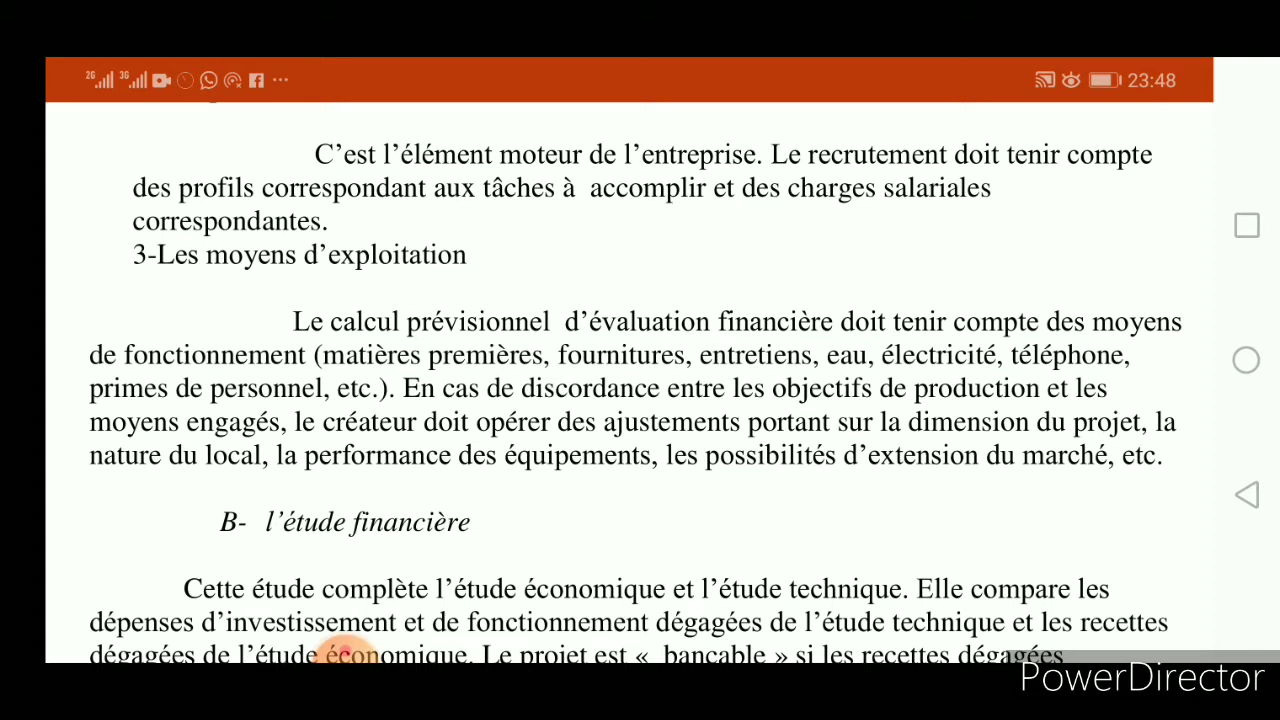 2G 3G 23:48
C’est l’élément moteur de l’entreprise. Le recrutement doit tenir compte
des profils correspondant aux tâches à accomplir et des charges salariales
correspondantes.
3-Les moyens d’exploitation
Le calcul prévisionnel d’évaluation financière doit tenir compte des moyens
de fonctionnement (matières premières, fournitures, entretiens, eau, électricité, téléphone,
primes de personnel, etc.). En cas de discordance entre les objectifs de production et les
moyens engagés, le créateur doit opérer des ajustements portant sur la dimension du projet, la
nature du local, la performance des équipements, les possibilités d’extension du marché, etc.
B- l’étude financière
Cette étude complète l’étude économique et l’étude technique. Elle compare les
dépenses d’investissement et de fonctionnement dégagées de l’étude technique et les recettes
dégagées de l’étude économique. Le projet est « bancable » si les recettes dégagées
PowerDirector